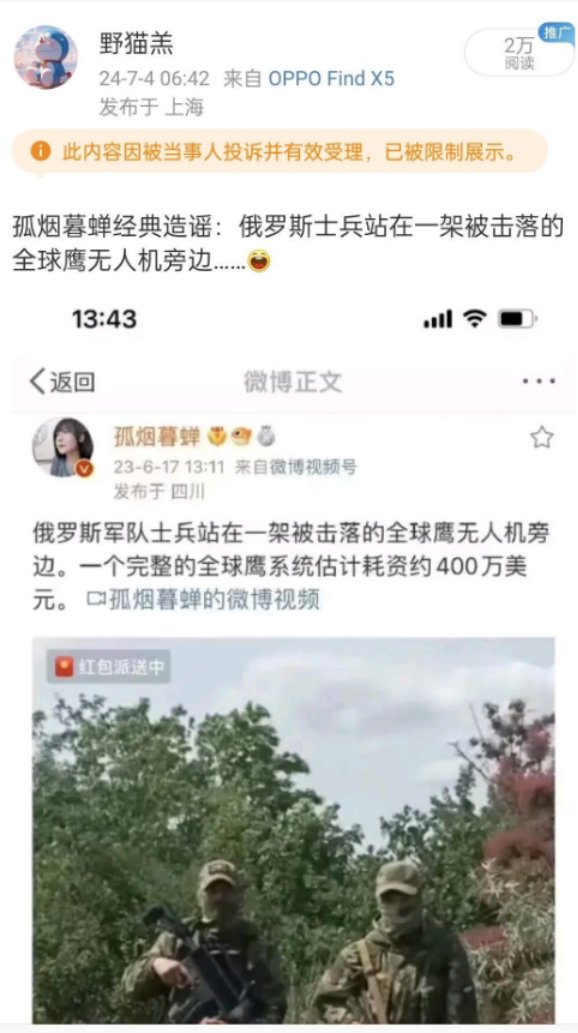 野猫羔
推广
2万
阅读
24-7-4 06:42 来自 OPPO Find X5
发布于 上海
此内容因被当事人投诉并有效受理，已被限制展示。
孤烟暮蝉经典造谣：俄罗斯士兵站在一架被击落的
全球鹰无人机旁边……
13:43
返回
微博正文
孤烟暮蝉
23-6-17 13:11 来自微博视频号
发布于 四川
俄罗斯军队士兵站在一架被击落的全球鹰无人机旁
边。一个完整的全球鹰系统估计耗资约400万美
元。孤烟暮蝉的微博视频
红包派送中